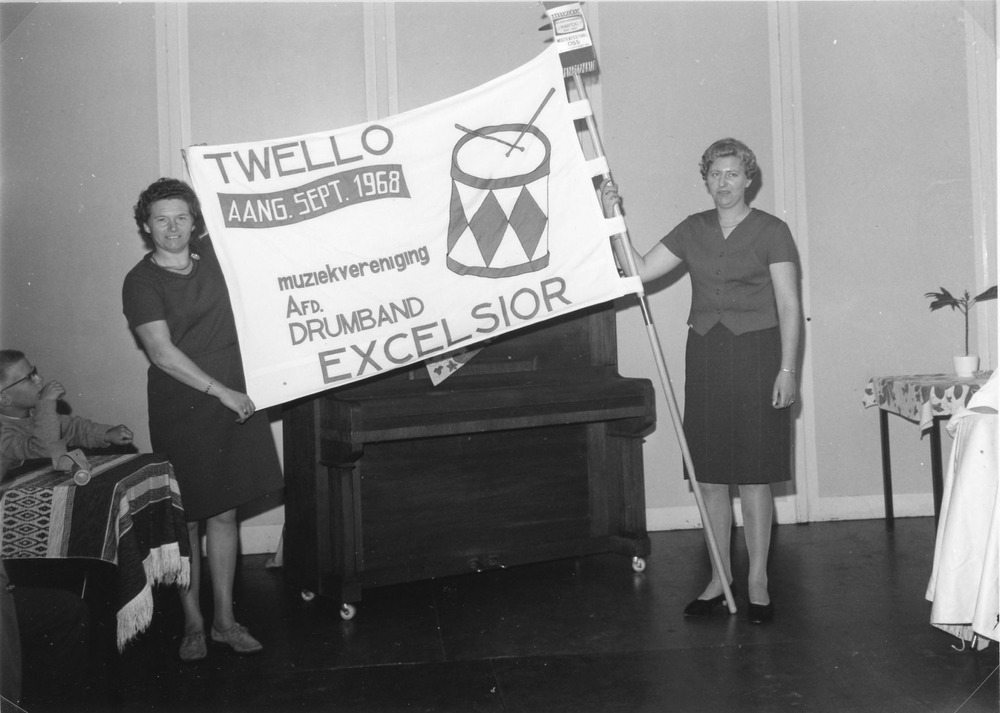 TWELLO
AANG. SEPT. 1968
muziekvereniging
AFD.
DRUMBAND
EXCELSIOR